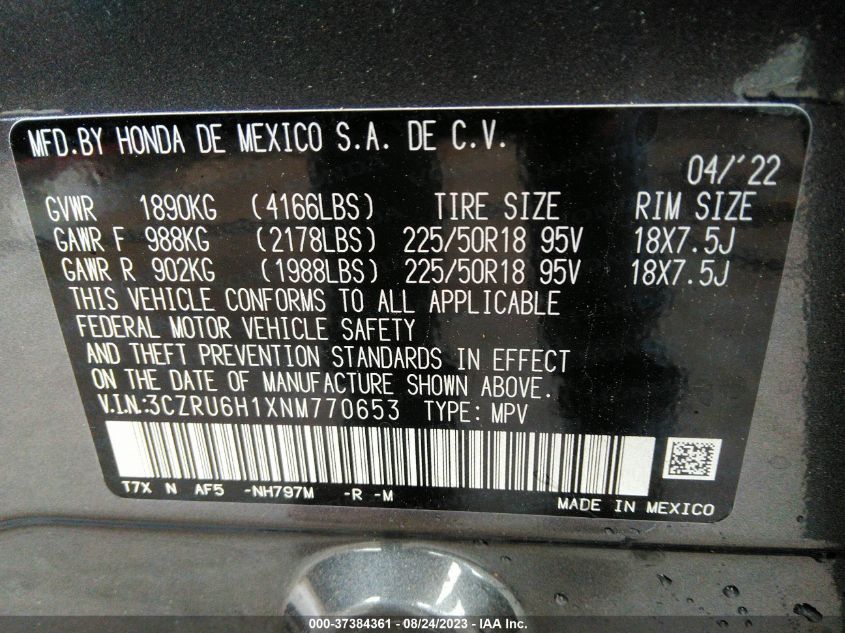 MFD.BY HONDA DE MEXICO S.A. DE C.V.
04/'22
GVWR 1890KG (4166LBS) TIRE SIZE RIM SIZE
GAWR F 988KG (2178LBS) 225/50R18 95V 18X7.5J
GAWR R 902KG (1988LBS) 225/50R18 95V 18X7.5J
THIS VEHICLE CONFORMS TO ALL APPLICABLE
FEDERAL MOTOR VEHICLE SAFETY
AND THEFT PREVENTION STANDARDS IN EFFECT
ON THE DATE OF MANUFACTURE SHOWN ABOVE.
V.I.N.:3CZRU6H1XNM770653 TYPE: MPV
T7X N AF5 -NH797M -R -M
MADE IN MEXICO
000-37384361 - 08/24/2023 - IAA Inc.